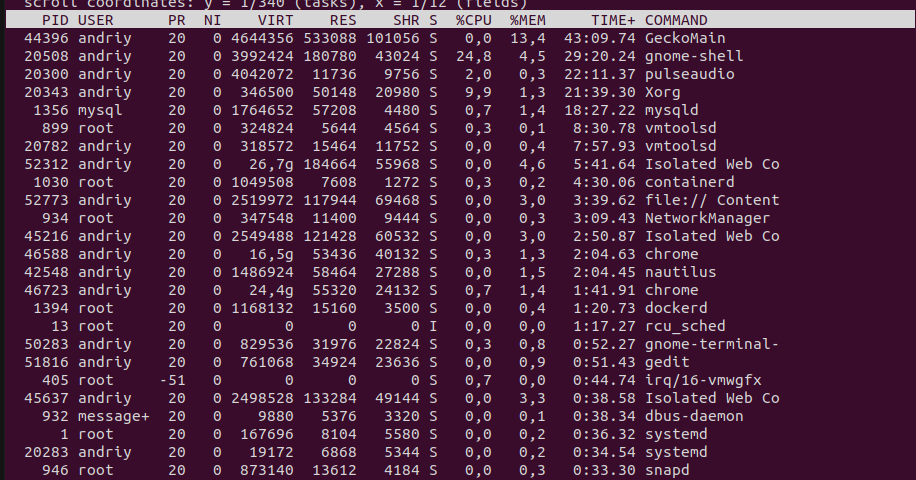 scroll coordinates: y = 1/340 (tasks), x = 1/12 (fields)
PID USER PR NI VIRT RES SHR S %CPU %MEM TIME+ COMMAND
44396 andriy 20 0 4644356 533088 101056 S 0,0 13,4 43:09.74 GeckoMain
20508 andriy 20 0 3992424 180780 43024 S 24,8 4,5 29:20.24 gnome-shell
20300 andriy 20 0 4042072 11736 9756 S 2,0 0,3 22:11.37 pulseaudio
20343 andriy 20 0 346500 50148 20980 S 9,9 1,3 21:39.30 Xorg
1356 mysql 20 0 1764652 57208 4480 S 0,7 1,4 18:27.22 mysqld
899 root 20 0 324824 5644 4564 S 0,3 0,1 8:30.78 vmtoolsd
20782 andriy 20 0 318572 15464 11752 S 0,0 0,4 7:57.93 vmtoolsd
52312 andriy 20 0 26,7g 184664 55968 S 0,0 4,6 5:41.64 Isolated Web Co
1030 root 20 0 1049508 7608 1272 S 0,3 0,2 4:30.06 containerd
52773 andriy 20 0 2519972 117944 69468 S 0,0 3,0 3:39.62 file:// Content
934 root 20 0 347548 11400 9444 S 0,0 0,3 3:09.43 NetworkManager
45216 andriy 20 0 2549488 121428 60532 S 0,0 3,0 2:50.87 Isolated Web Co
46588 andriy 20 0 16,5g 53436 40132 S 0,3 1,3 2:04.63 chrome
42548 andriy 20 0 1486924 58464 27288 S 0,0 1,5 2:04.45 nautilus
46723 andriy 20 0 24,4g 55320 24132 S 0,7 1,4 1:41.91 chrome
1394 root 20 0 1168132 15160 3500 S 0,0 0,4 1:20.73 dockerd
13 root 20 0 0 0 0 I 0,0 0,0 1:17.27 rcu_sched
50283 andriy 20 0 829536 31976 22824 S 0,3 0,8 0:52.27 gnome-terminal-
51816 andriy 20 0 761068 34924 23636 S 0,0 0,9 0:51.43 gedit
405 root -51 0 0 0 0 S 0,7 0,0 0:44.74 irq/16-vmwgfx
45637 andriy 20 0 2498528 133284 49144 S 0,0 3,3 0:38.58 Isolated Web Co
932 message+ 20 0 9880 5376 3320 S 0,0 0,1 0:38.34 dbus-daemon
1 root 20 0 167696 8104 5580 S 0,0 0,2 0:36.32 systemd
20283 andriy 20 0 19172 6868 5344 S 0,0 0,2 0:34.54 systemd
946 root 20 0 873140 13612 4184 S 0,0 0,3 0:33.30 snapd